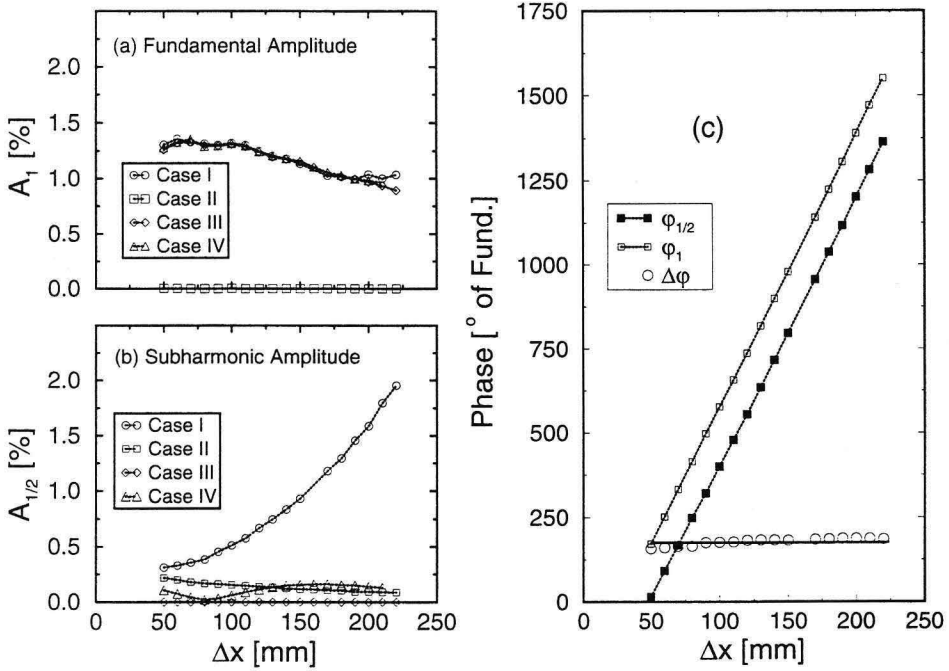 (a) Fundamental Amplitude
A₁ [%]
2.0
1.5
1.0
0.5
0.0
Case I
Case II
Case III
Case IV
(b) Subharmonic Amplitude
A₁/₂ [%]
2.0
1.5
1.0
0.5
0.0
Case I
Case II
Case III
Case IV
0 50 100 150 200 250
Δx [mm]
(c)
Phase [° of Fund.]
1750
1500
1250
1000
750
500
250
0
φ₁/₂
φ₁
Δφ
0 50 100 150 200 250
Δx [mm]